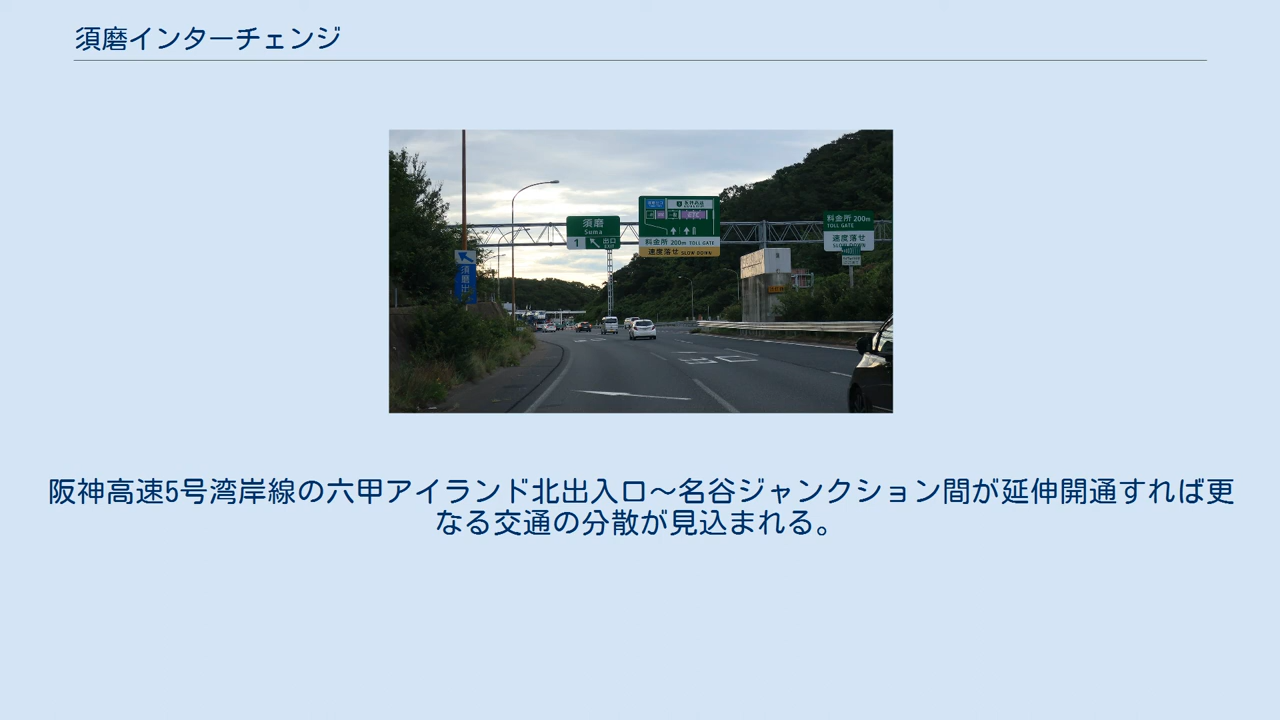 須磨インターチェンジ
須磨
Suma
1 出口
EXIT
料金所 200m TOLL GATE
速度落せ SLOW DOWN
料金所 200m
TOLL GATE
速度落せ
SLOW DOWN
須磨出
阪神高速5号湾岸線の六甲アイランド北出入口～名谷ジャンクション間が延伸開通すれば更
なる交通の分散が見込まれる。